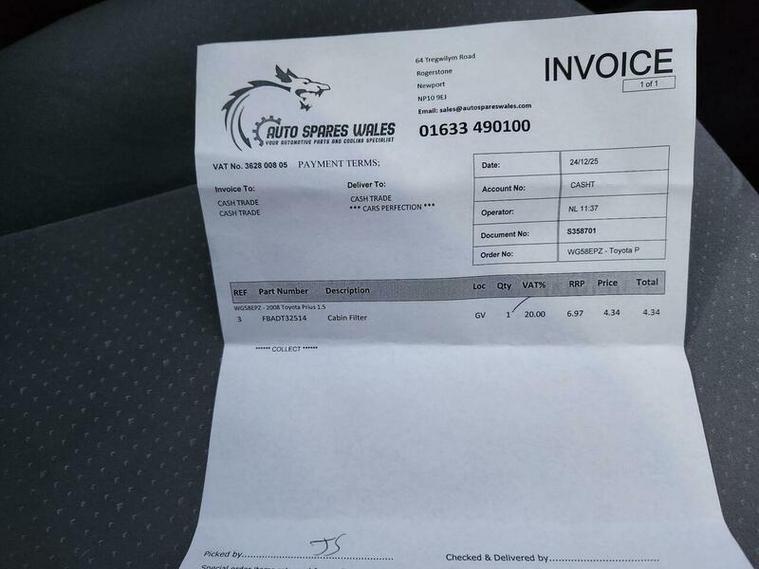 64 Tregwilym Road
Rogerstone
Newport
NP10 9EJ
Email: sales@autospareswales.com
01633 490100
INVOICE
1 of 1
AUTO SPARES WALES
YOUR AUTOMOTIVE PARTS AND COOLING SPECIALIST
VAT No. 3628 008 05 PAYMENT TERMS;
Invoice To:
CASH TRADE
CASH TRADE
Deliver To:
CASH TRADE
*** CARS PERFECTION ***
Date: 24/12/25
Account No: CASHT
Operator: NL 11:37
Document No: S358701
Order No: WG58EPZ - Toyota P
REF Part Number Description Loc Qty VAT% RRP Price Total
WG58EPZ - 2008 Toyota Prius 1.5
3 FBADT32514 Cabin Filter GV 1 20.00 6.97 4.34 4.34
****** COLLECT ******
Picked by.......... JS
Checked & Delivered by..........